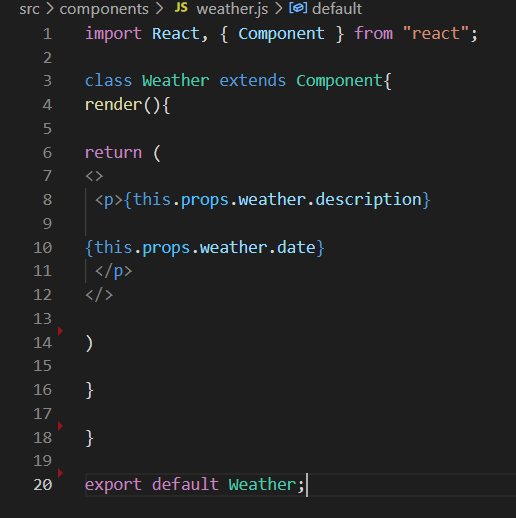 src > components > JS weather.js > default
1 import React, { Component } from "react";
2
3 class Weather extends Component{
4 render(){
5
6 return (
7 <>
8 <p>{this.props.weather.description}
9
10 {this.props.weather.date}
11 </p>
12 </>
13
14 )
15
16 }
17
18 }
19
20 export default Weather;